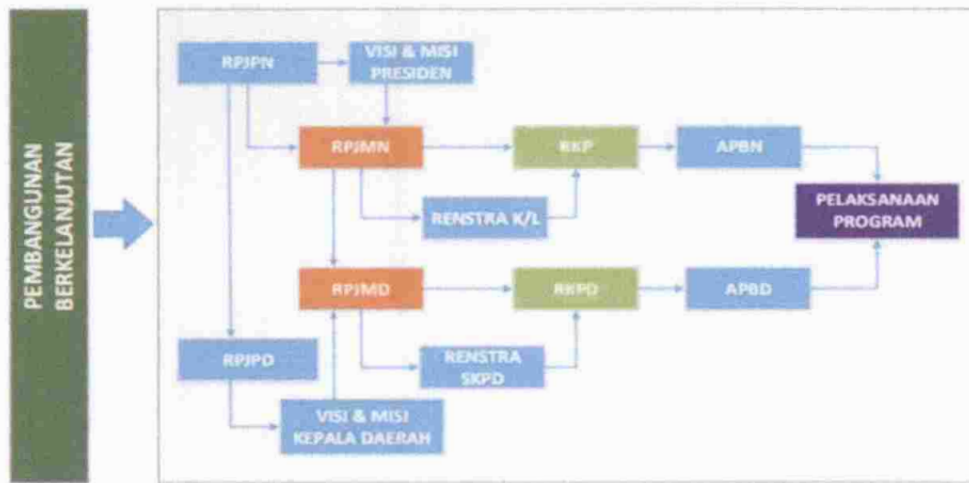 PEMBANGUNAN
BERKELANJUTAN
RPJPN
VISI & MISI
PRESIDEN
RPJMN
RKP
APBN
RENSTRA K/L
PELAKSANAAN
PROGRAM
RPJMD
RKPD
APBD
RPJPD
RENSTRA
SKPD
VISI & MISI
KEPALA DAERAH